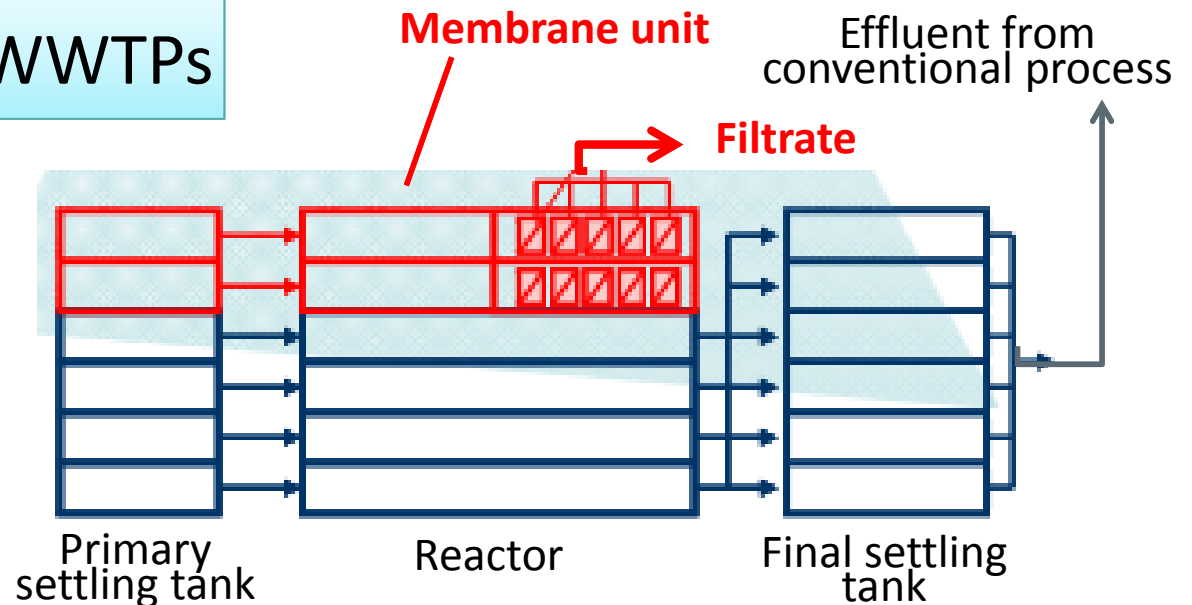 WWTPs
Membrane unit
Effluent from
conventional process
Filtrate
Primary
settling tank
Reactor
Final settling
tank